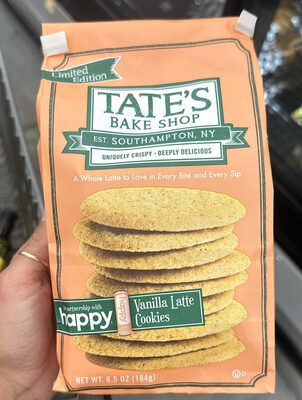 Limited
Edition
TATE'S
BAKE SHOP
EST. SOUTHAMPTON, NY
UNIQUELY CRISPY • DEEPLY DELICIOUS
A Whole Latte to Love in Every Bite and Every Sip
partnership with
happy
happy
Vanilla Latte
Cookies
NET WT. 6.5 OZ (184g)
U D